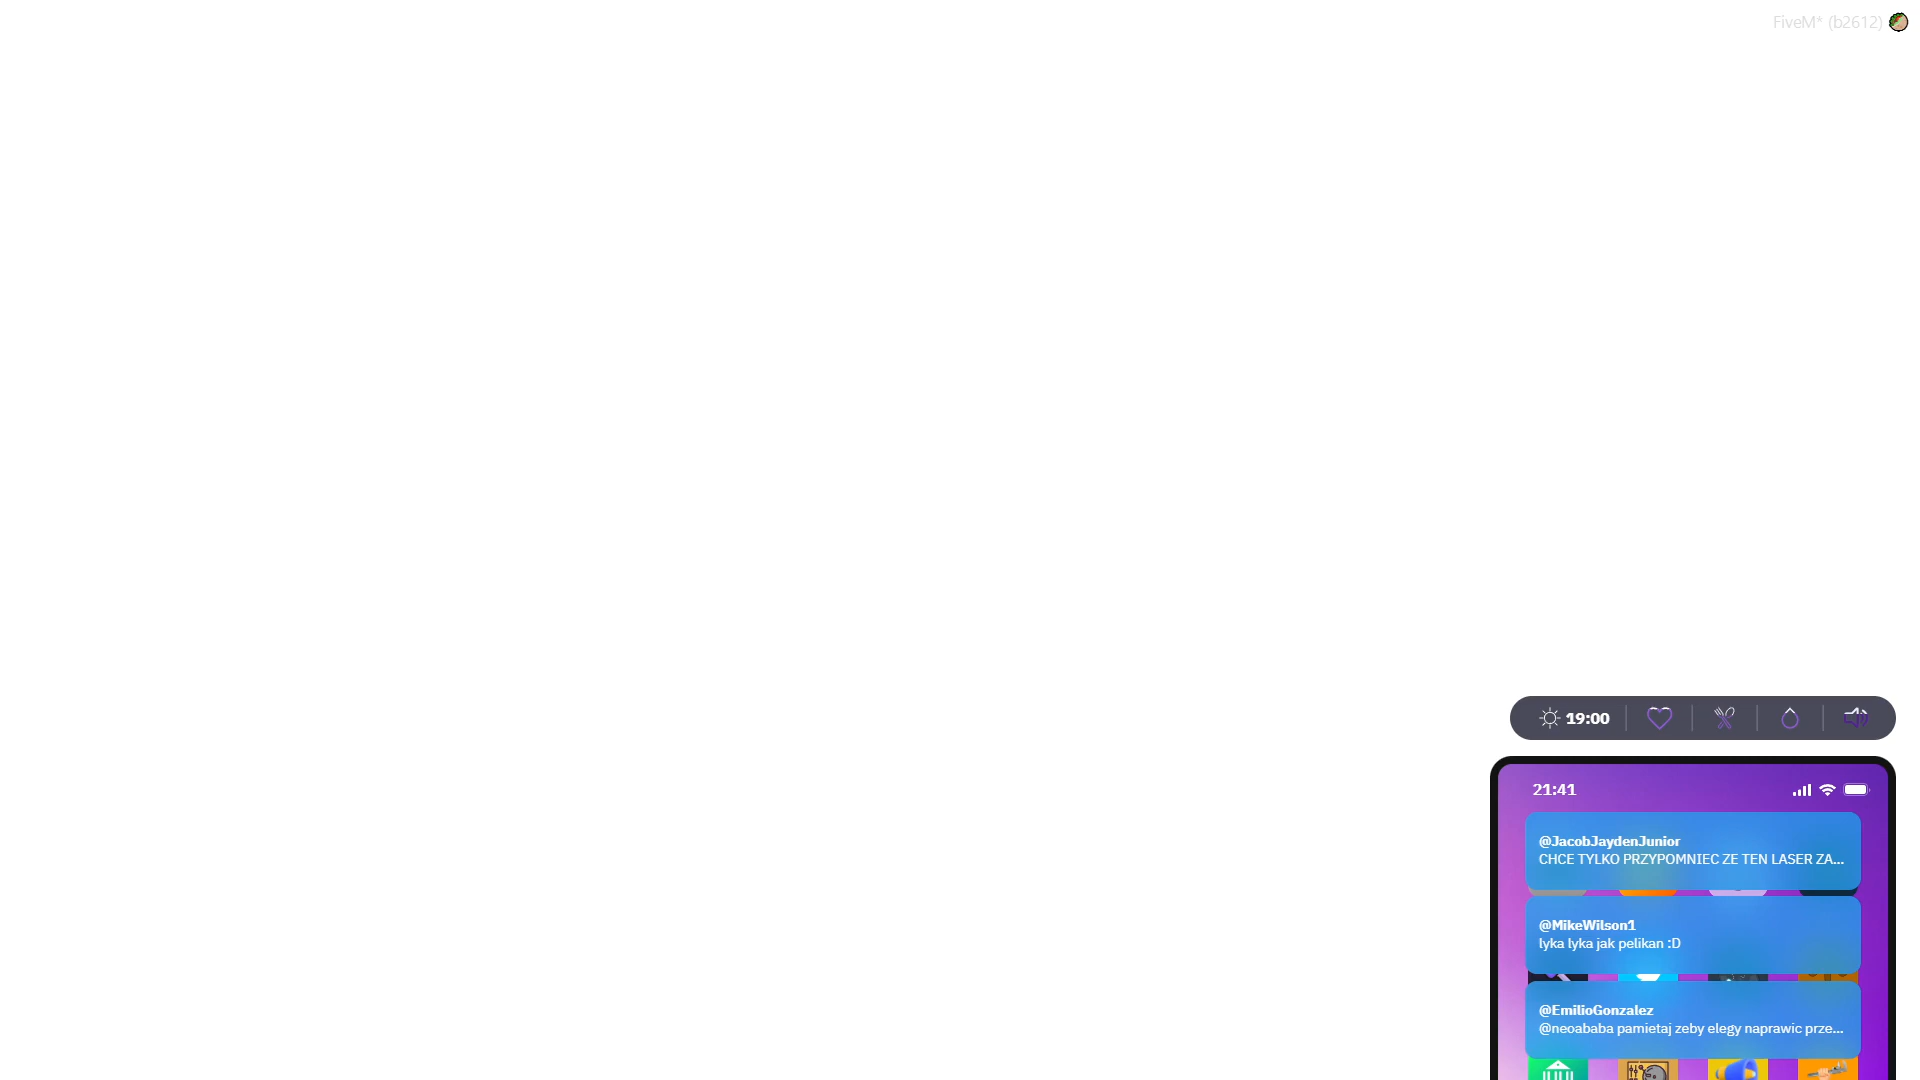 FiveM* (b2612)
19:00
21:41
@JacobJaydenJunior
CHCE TYLKO PRZYPOMNIEC ZE TEN LASER ZA...
@MikeWilson1
lyka lyka jak pelikan :D
@EmilioGonzalez
@neoababa pamietaj zeby elegy naprawic prze...